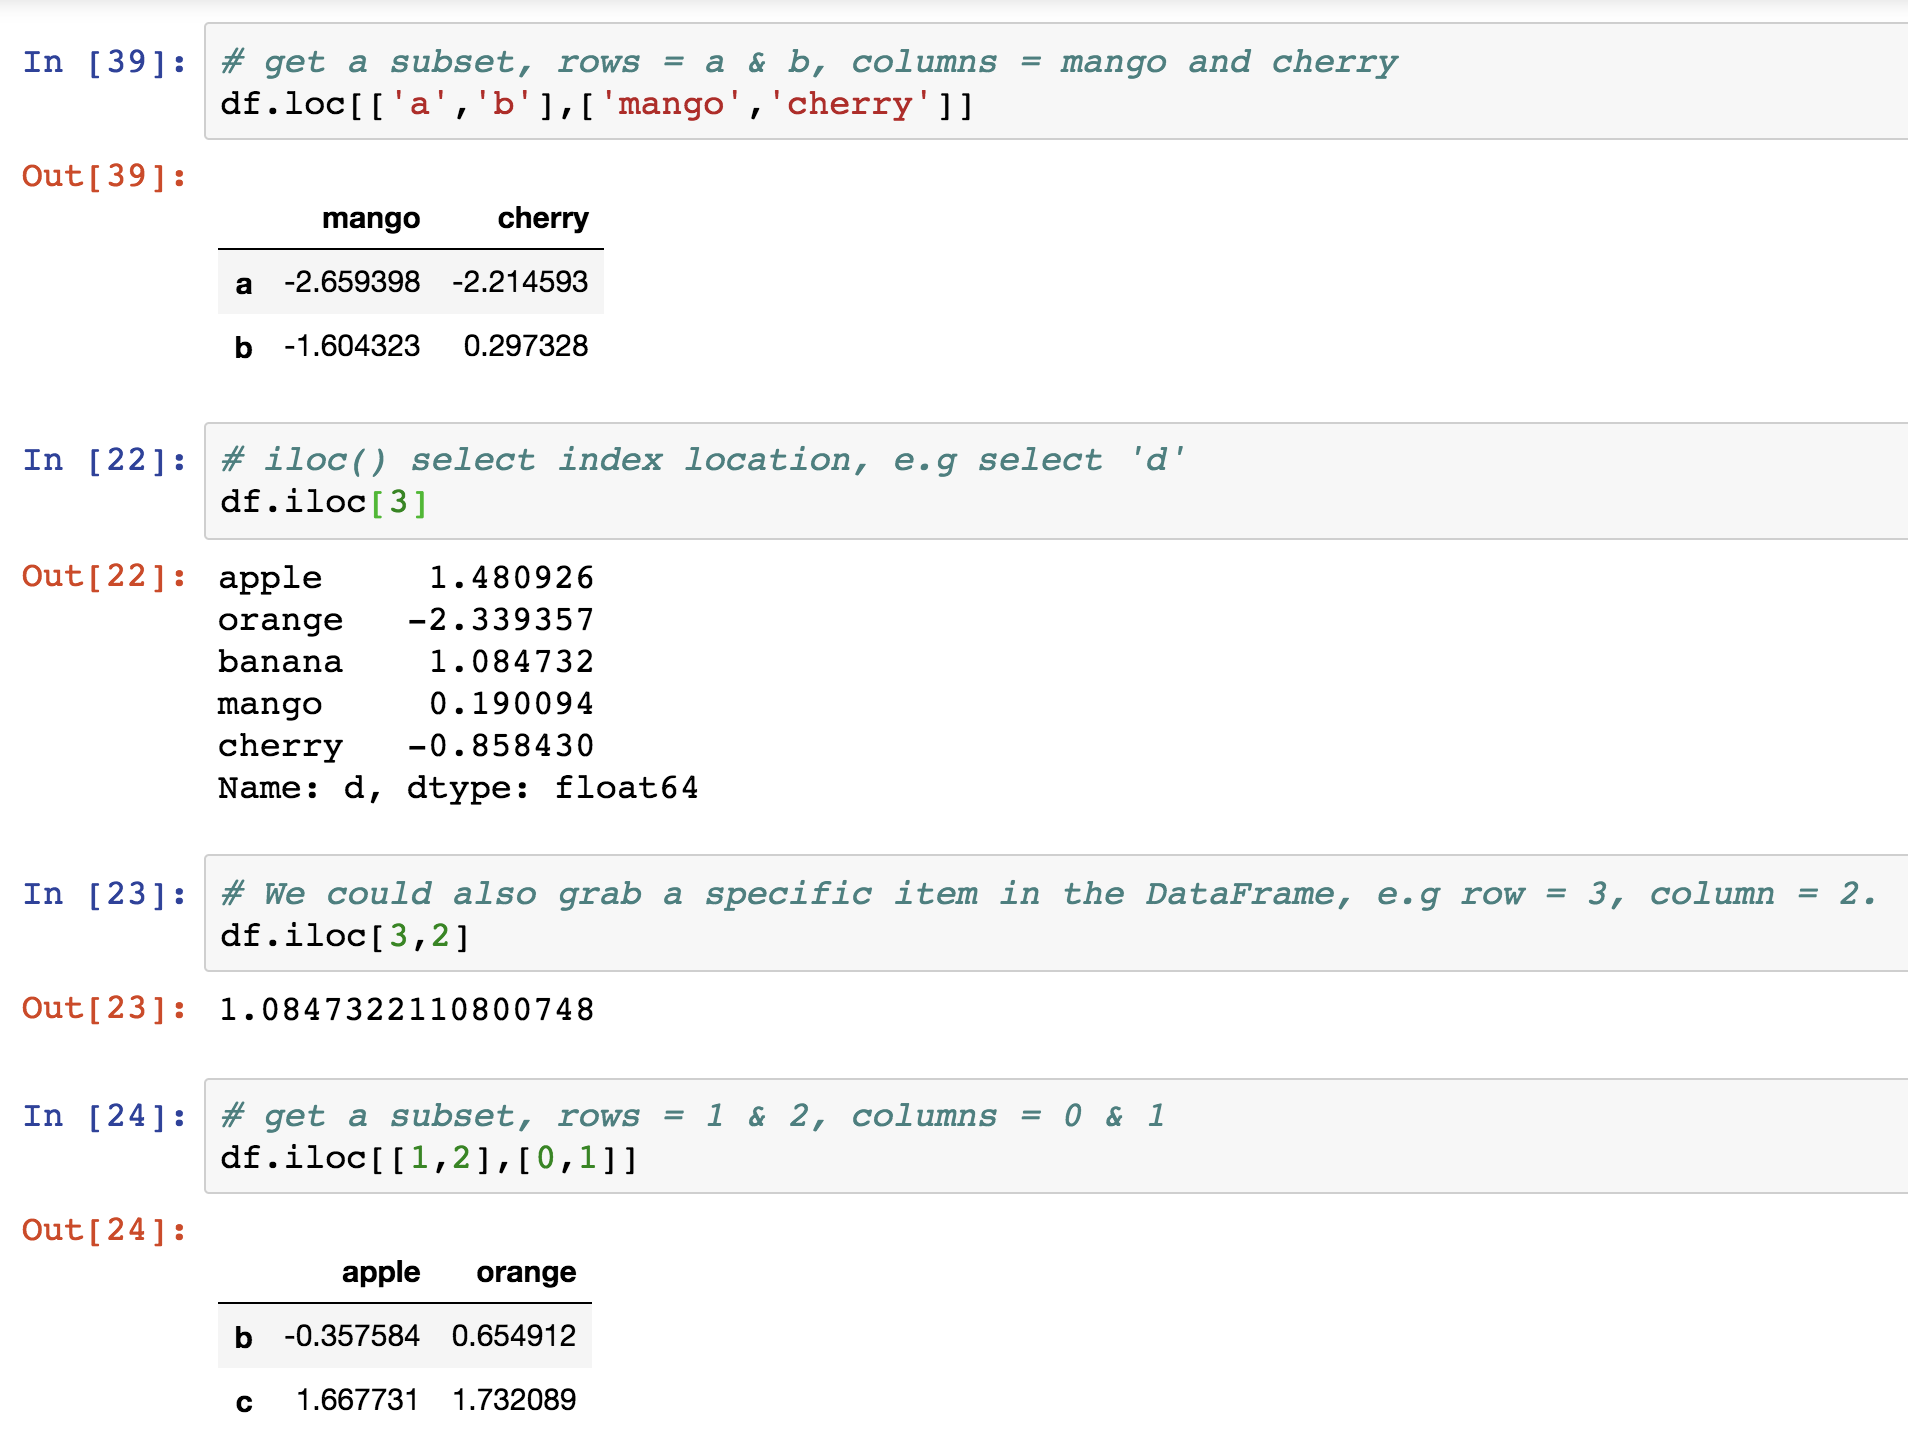 In [39]: # get a subset, rows = a & b, columns = mango and cherry
df.loc[['a','b'],['mango','cherry']]
Out[39]:
mango cherry
a -2.659398 -2.214593
b -1.604323 0.297328
In [22]: # iloc() select index location, e.g select 'd'
df.iloc[3]
Out[22]: apple 1.480926
orange -2.339357
banana 1.084732
mango 0.190094
cherry -0.858430
Name: d, dtype: float64
In [23]: # We could also grab a specific item in the DataFrame, e.g row = 3, column = 2.
df.iloc[3,2]
Out[23]: 1.0847322110800748
In [24]: # get a subset, rows = 1 & 2, columns = 0 & 1
df.iloc[[1,2],[0,1]]
Out[24]:
apple orange
b -0.357584 0.654912
c 1.667731 1.732089